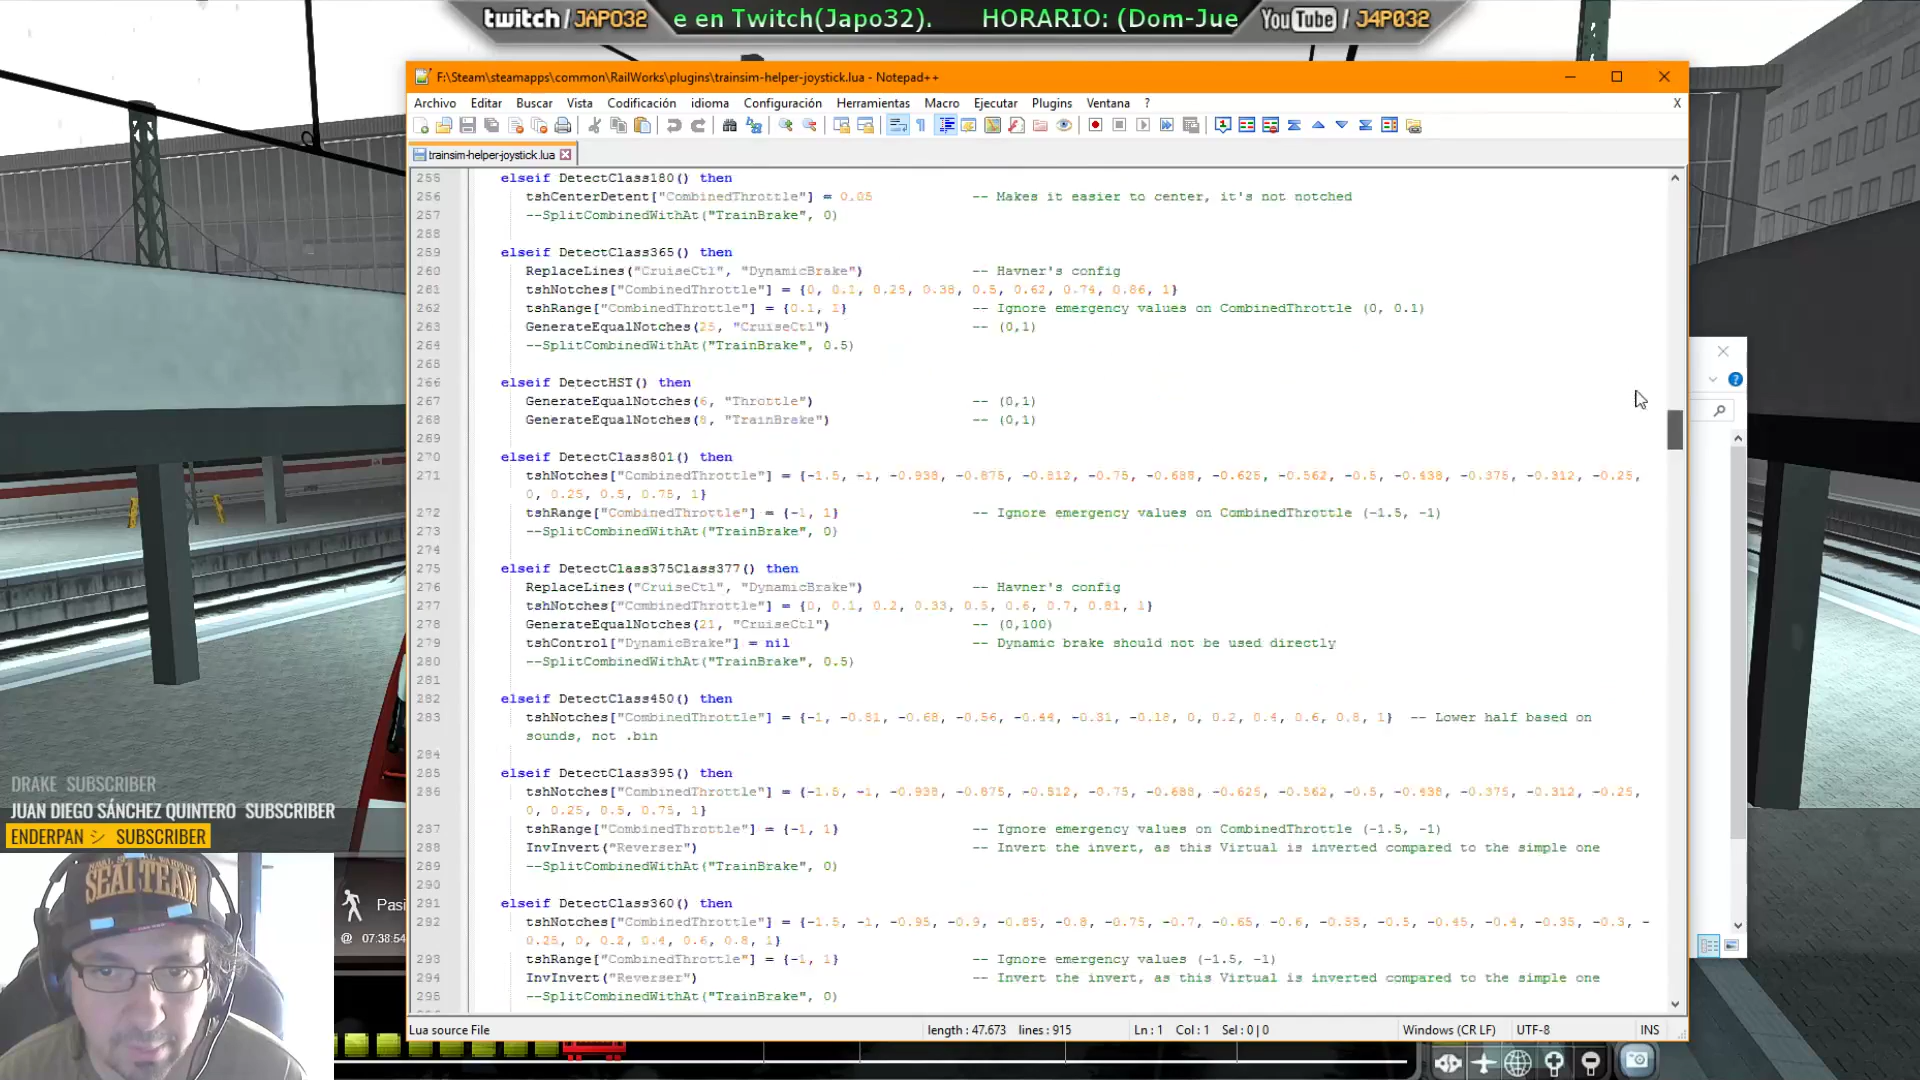 twitch / JAPO32
e en Twitch(Japo32).      HORARIO: (Dom-Jue
YouTube / J4P032
F:\Steam\steamapps\common\RailWorks\plugins\trainsim-helper-joystick.lua - Notepad++
Archivo Editar Buscar Vista Codificación idioma Configuración Herramientas Macro Ejecutar Plugins Ventana ? X
trainsim-helper-joystick.lua
255 elseif DetectClass180() then
256 tshCenterDetent["CombinedThrottle"] = 0.05 -- Makes it easier to center, it's not notched
257 --SplitCombinedWithAt("TrainBrake", 0)
258
259 elseif DetectClass365() then
260 ReplaceLines("CruiseCtl", "DynamicBrake") -- Havner's config
261 tshNotches["CombinedThrottle"] = {0, 0.1, 0.25, 0.38, 0.5, 0.62, 0.74, 0.86, 1}
262 tshRange["CombinedThrottle"] = {0.1, 1} -- Ignore emergency values on CombinedThrottle (0, 0.1)
263 GenerateEqualNotches(25, "CruiseCtl") -- (0,1)
264 --SplitCombinedWithAt("TrainBrake", 0.5)
265
266 elseif DetectHST() then
267 GenerateEqualNotches(6, "Throttle") -- (0,1)
268 GenerateEqualNotches(8, "TrainBrake") -- (0,1)
269
270 elseif DetectClass801() then
271 tshNotches["CombinedThrottle"] = {-1.5, -1, -0.938, -0.875, -0.812, -0.75, -0.688, -0.625, -0.562, -0.5, -0.438, -0.375, -0.312, -0.25,
0, 0.25, 0.5, 0.75, 1}
272 tshRange["CombinedThrottle"] = {-1, 1} -- Ignore emergency values on CombinedThrottle (-1.5, -1)
273 --SplitCombinedWithAt("TrainBrake", 0)
274
275 elseif DetectClass375Class377() then
276 ReplaceLines("CruiseCtl", "DynamicBrake") -- Havner's config
277 tshNotches["CombinedThrottle"] = {0, 0.1, 0.2, 0.33, 0.5, 0.6, 0.7, 0.81, 1}
278 GenerateEqualNotches(21, "CruiseCtl") -- (0,100)
279 tshControl["DynamicBrake"] = nil -- Dynamic brake should not be used directly
280 --SplitCombinedWithAt("TrainBrake", 0.5)
281
282 elseif DetectClass450() then
283 tshNotches["CombinedThrottle"] = {-1, -0.81, -0.68, -0.56, -0.44, -0.31, -0.18, 0, 0.2, 0.4, 0.6, 0.8, 1} -- Lower half based on
sounds, not .bin
284
285 elseif DetectClass395() then
286 tshNotches["CombinedThrottle"] = {-1.5, -1, -0.938, -0.875, -0.812, -0.75, -0.688, -0.625, -0.562, -0.5, -0.438, -0.375, -0.312, -0.25,
0, 0.25, 0.5, 0.75, 1}
287 tshRange["CombinedThrottle"] = {-1, 1} -- Ignore emergency values on CombinedThrottle (-1.5, -1)
288 InvInvert("Reverser") -- Invert the invert, as this Virtual is inverted compared to the simple one
289 --SplitCombinedWithAt("TrainBrake", 0)
290
291 elseif DetectClass360() then
292 tshNotches["CombinedThrottle"] = {-1.5, -1, -0.95, -0.9, -0.85, -0.8, -0.75, -0.7, -0.65, -0.6, -0.55, -0.5, -0.45, -0.4, -0.35, -0.3, -
0.25, 0, 0.2, 0.4, 0.6, 0.8, 1}
293 tshRange["CombinedThrottle"] = {-1, 1} -- Ignore emergency values (-1.5, -1)
294 InvInvert("Reverser") -- Invert the invert, as this Virtual is inverted compared to the simple one
295 --SplitCombinedWithAt("TrainBrake", 0)
Lua source File length : 47.673 lines : 915 Ln : 1 Col : 1 Sel : 0 | 0 Windows (CR LF) UTF-8 INS
DRAKE SUBSCRIBER
JUAN DIEGO SÁNCHEZ QUINTERO SUBSCRIBER
ENDERPAN シ SUBSCRIBER
SEAL TEAM
Pasi
@ 07:38:54